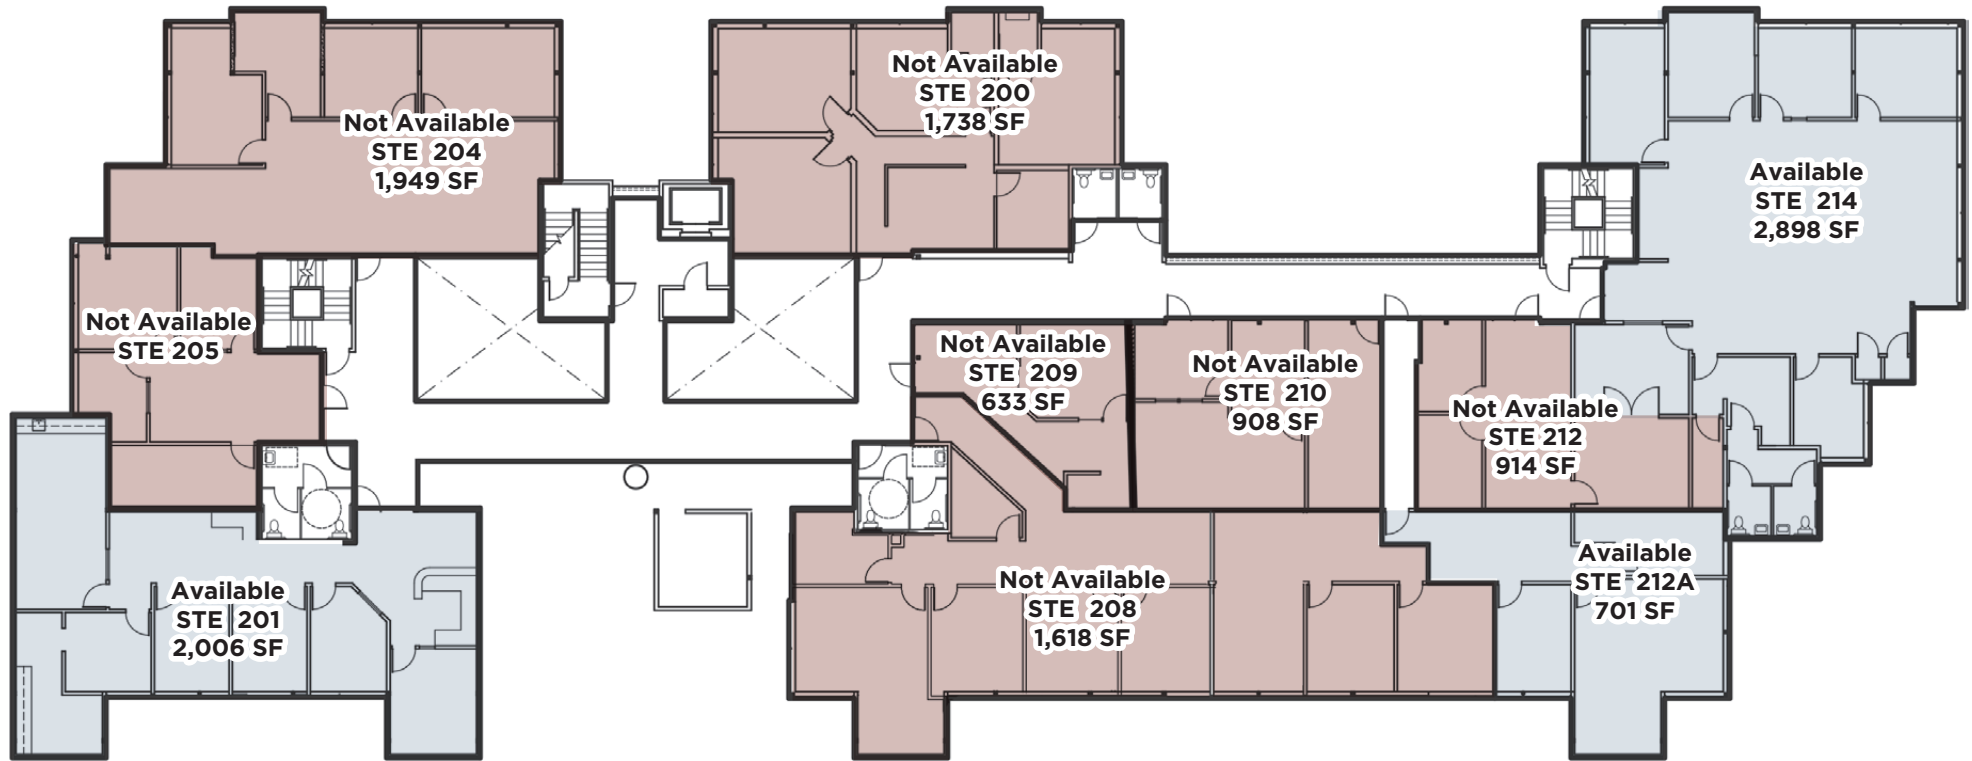 Not Available
STE 204
1,949 SF
Not Available
STE 200
1,738 SF
Available
STE 214
2,898 SF
Not Available
STE 205
Not Available
STE 209
633 SF
Not Available
STE 210
908 SF
Not Available
STE 212
914 SF
Available
STE 201
2,006 SF
Not Available
STE 208
1,618 SF
Available
STE 212A
701 SF